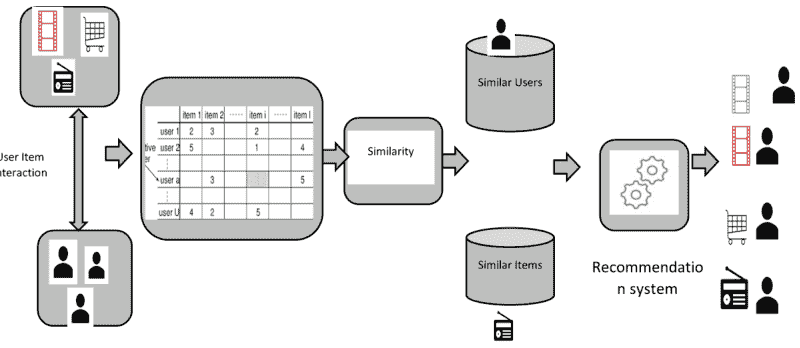 User Item
nteraction
item 1 item 2 ...... item i ...... item I
user 1 2 3 2
tive user 2 5 1 4
er
user a 3 5
user U 4 2 5
Similarity
Similar Users
Similar Items
Recommendatio
n system